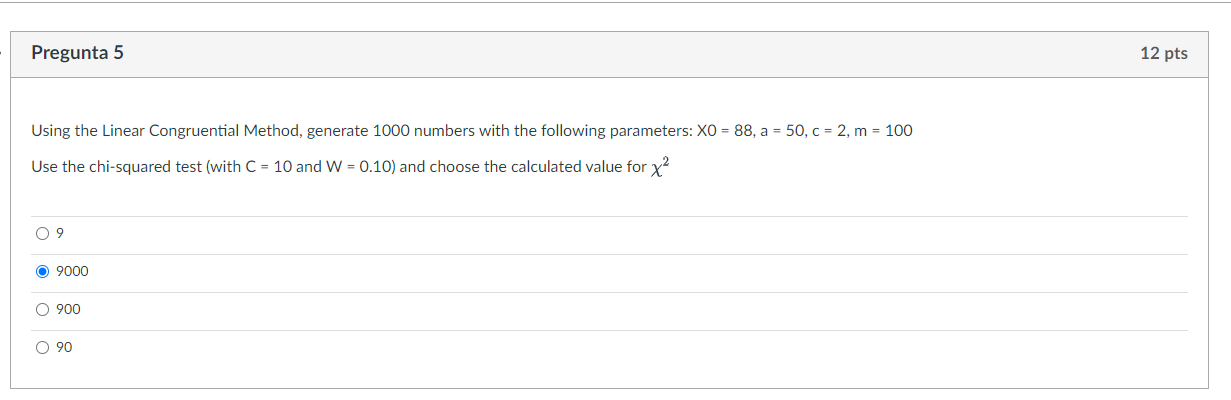 Pregunta 5
12 pts
Using the Linear Congruential Method, generate 1000 numbers with the following parameters: X0 = 88, a = 50, c = 2, m = 100
Use the chi-squared test (with C = 10 and W = 0.10) and choose the calculated value for χ²
9
9000
900
90